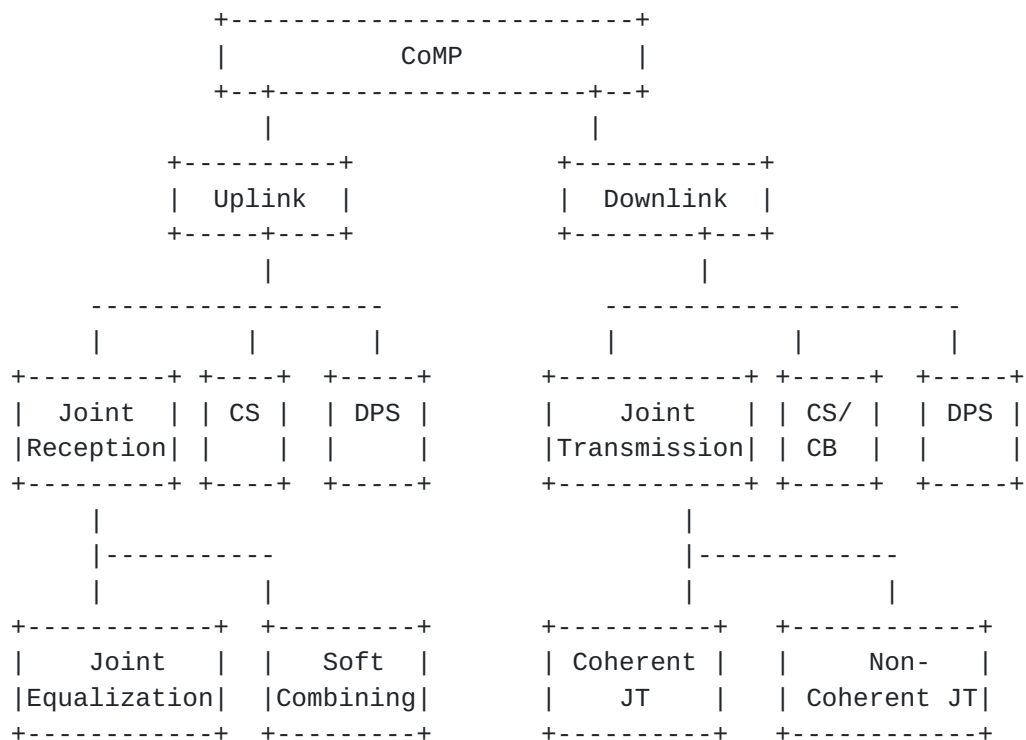 CoMP
Uplink Downlink
Joint CS DPS Joint CS/ DPS
Reception Transmission CB
Joint Soft Coherent Non-
Equalization Combining JT Coherent JT